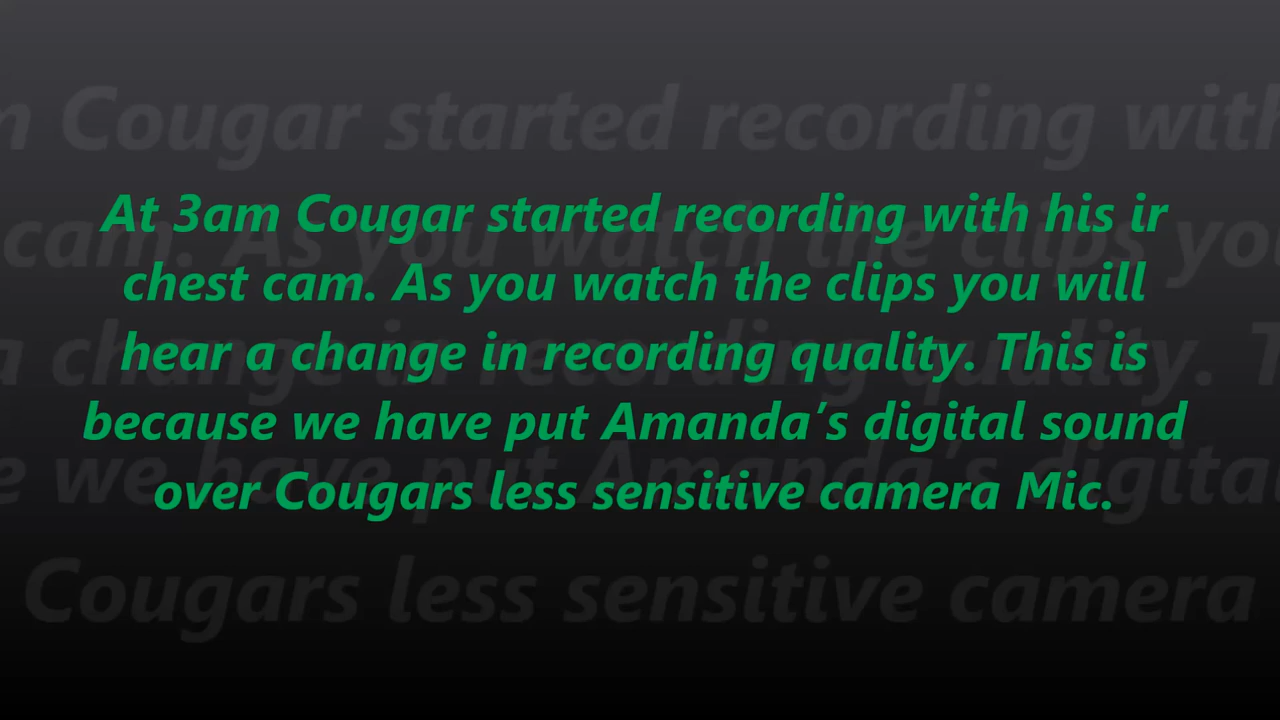 At 3am Cougar started recording with his ir
chest cam. As you watch the clips you will
hear a change in recording quality. This is
because we have put Amanda’s digital sound
over Cougars less sensitive camera Mic.